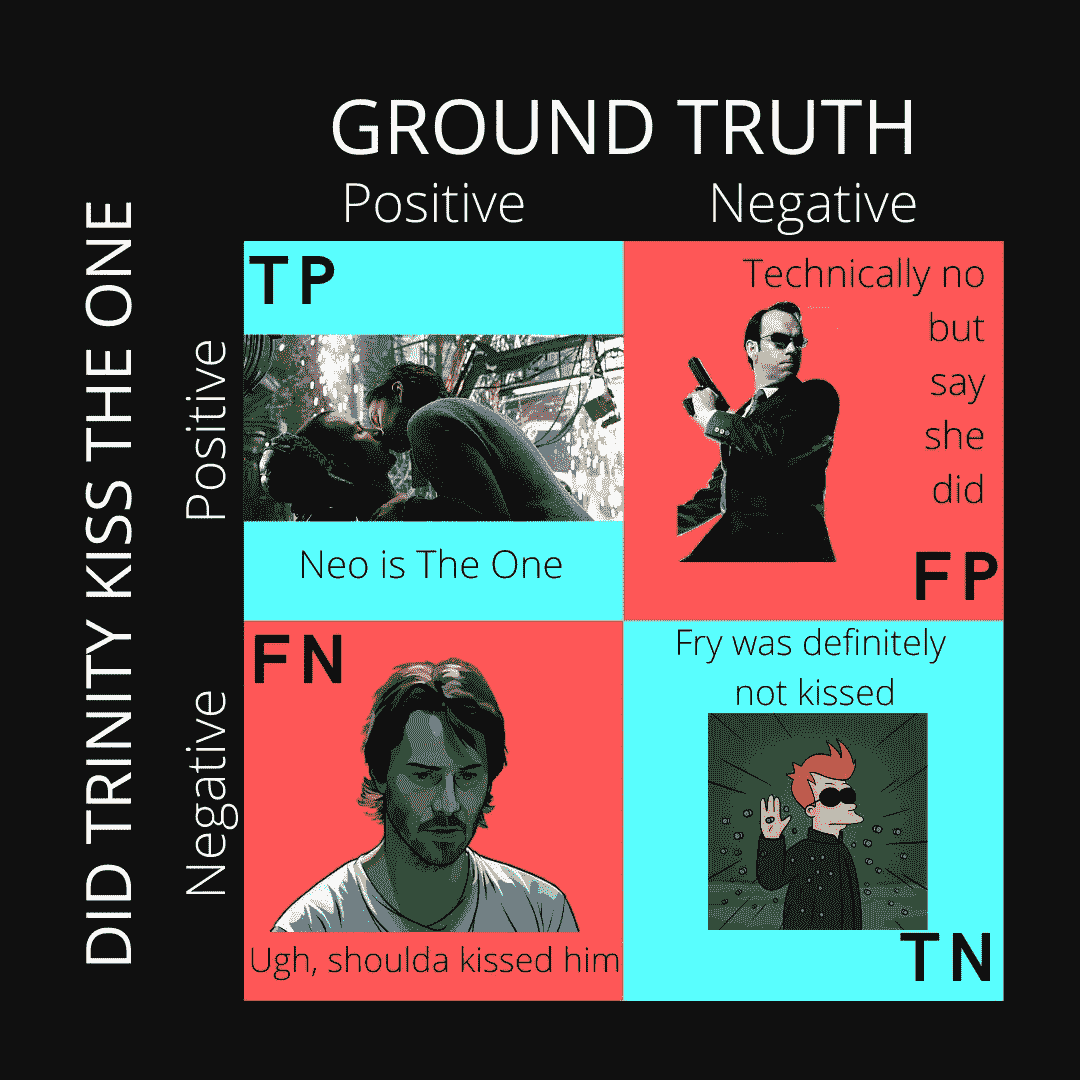 GROUND TRUTH
Positive
Negative
DID TRINITY KISS THE ONE
Positive
TP
Neo is The One
Technically no
but
say
she
did
FP
Negative
FN
Ugh, shoulda kissed him
Fry was definitely
not kissed
TN